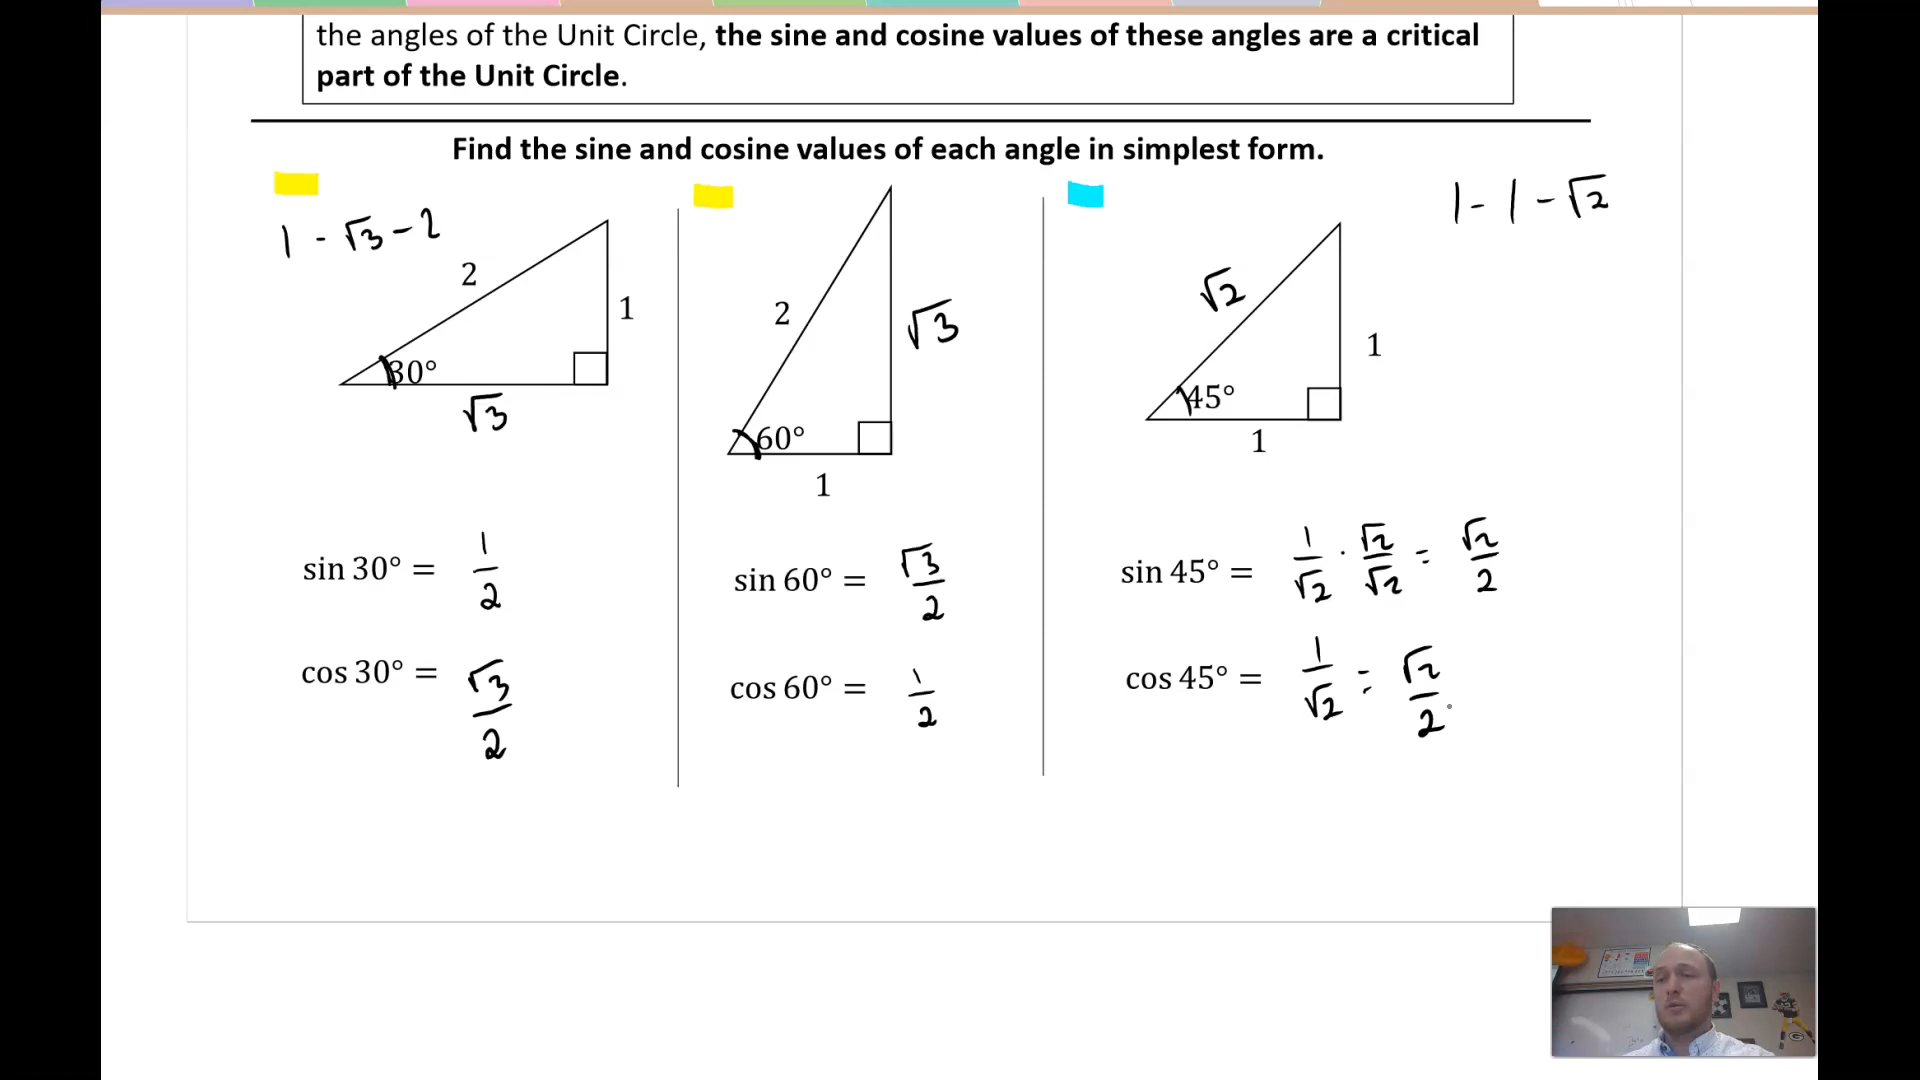 the angles of the Unit Circle, the sine and cosine values of these angles are a critical
part of the Unit Circle.
Find the sine and cosine values of each angle in simplest form.
1 - √3 - 2
2
1
30°
√3
sin 30° = 1/2
cos 30° = √3/2
2
√3
60°
1
sin 60° = √3/2
cos 60° = 1/2
1 - 1 - √2
√2
1
45°
1
sin 45° = 1/√2 · √2/√2 = √2/2
cos 45° = 1/√2 = √2/2